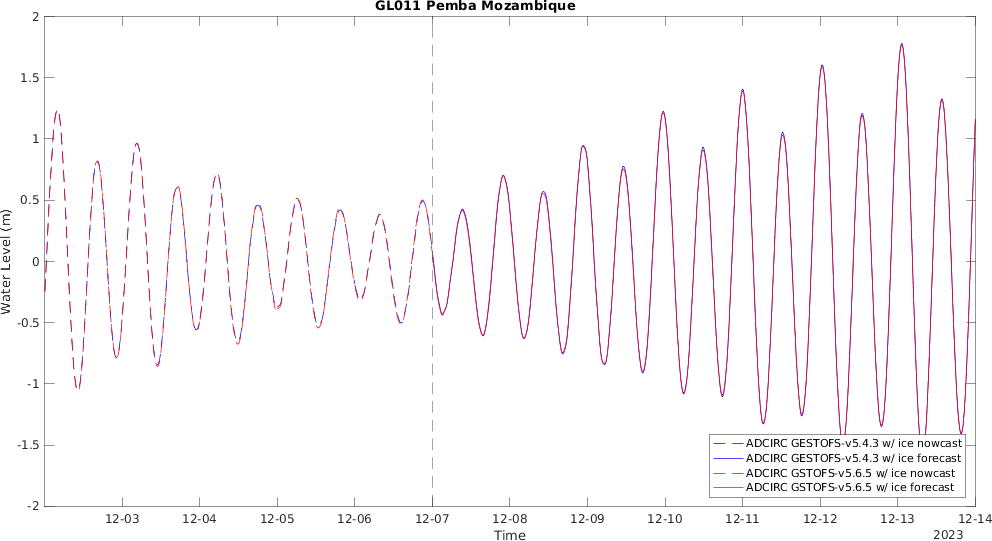 GL011 Pemba Mozambique
2
1.5
1
0.5
0
-0.5
-1
-1.5
-2
Water Level (m)
ADCIRC GESTOFS-v5.4.3 w/ ice nowcast
ADCIRC GESTOFS-v5.4.3 w/ ice forecast
ADCIRC GSTOFS-v5.6.5 w/ ice nowcast
ADCIRC GSTOFS-v5.6.5 w/ ice forecast
12-03 12-04 12-05 12-06 12-07 12-08 12-09 12-10 12-11 12-12 12-13 12-14
Time
2023